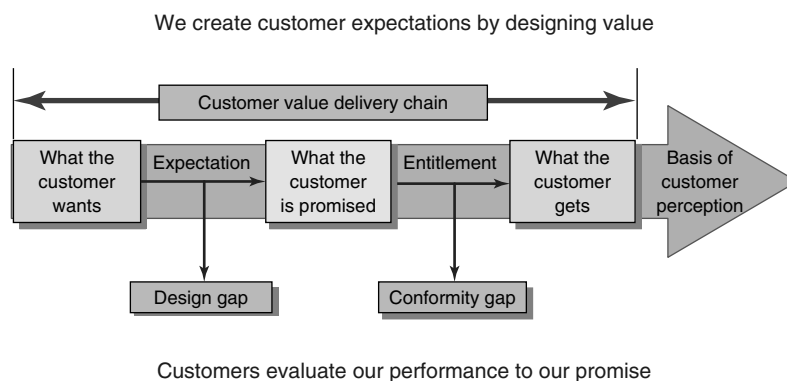 We create customer expectations by designing value
Customer value delivery chain
What the
customer
wants
Expectation
What the
customer
is promised
Entitlement
What the
customer
gets
Basis of
customer
perception
Design gap
Conformity gap
Customers evaluate our performance to our promise